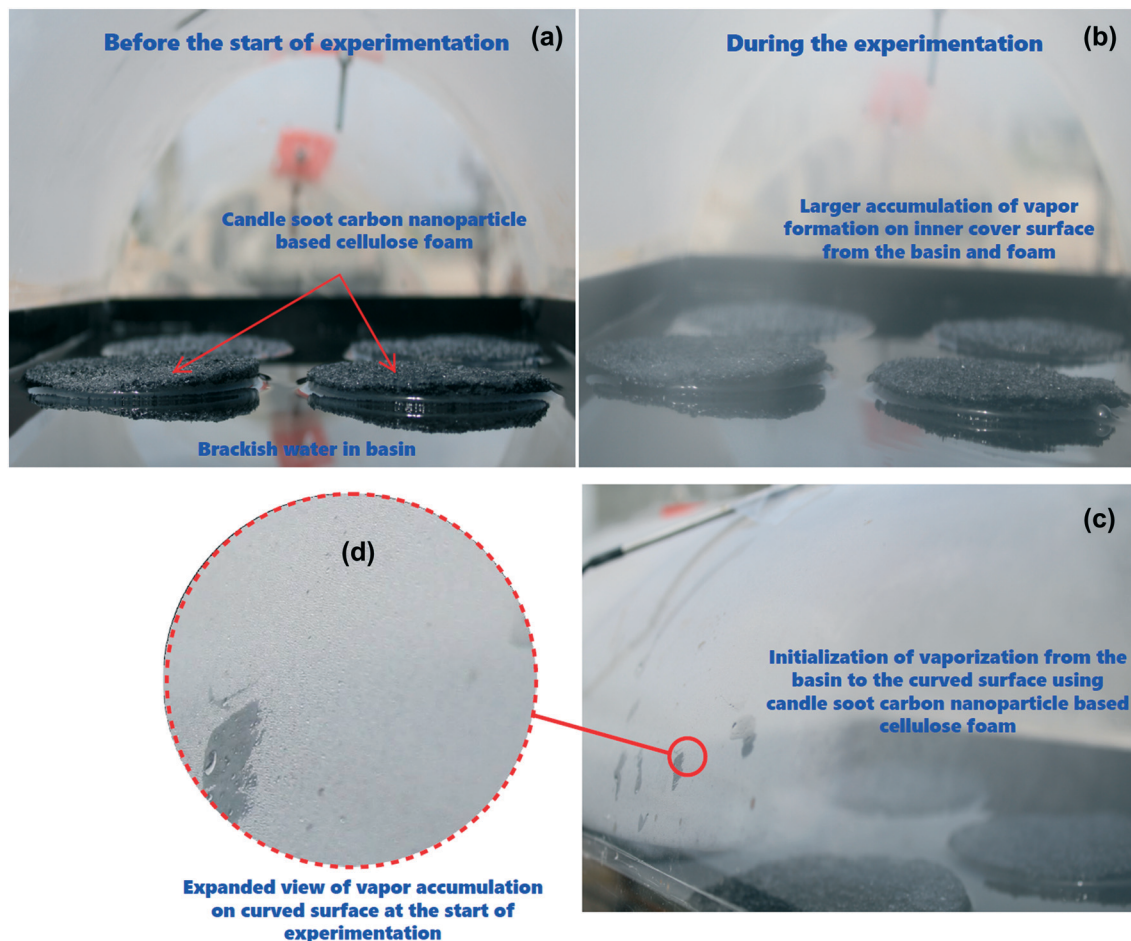 Before the start of experimentation
(a)
Candle soot carbon nanoparticle
based cellulose foam
Brackish water in basin
During the experimentation
(b)
Larger accumulation of vapor
formation on inner cover surface
from the basin and foam
(d)
Expanded view of vapor accumulation
on curved surface at the start of
experimentation
(c)
Initialization of vaporization from the
basin to the curved surface using
candle soot carbon nanoparticle based
cellulose foam